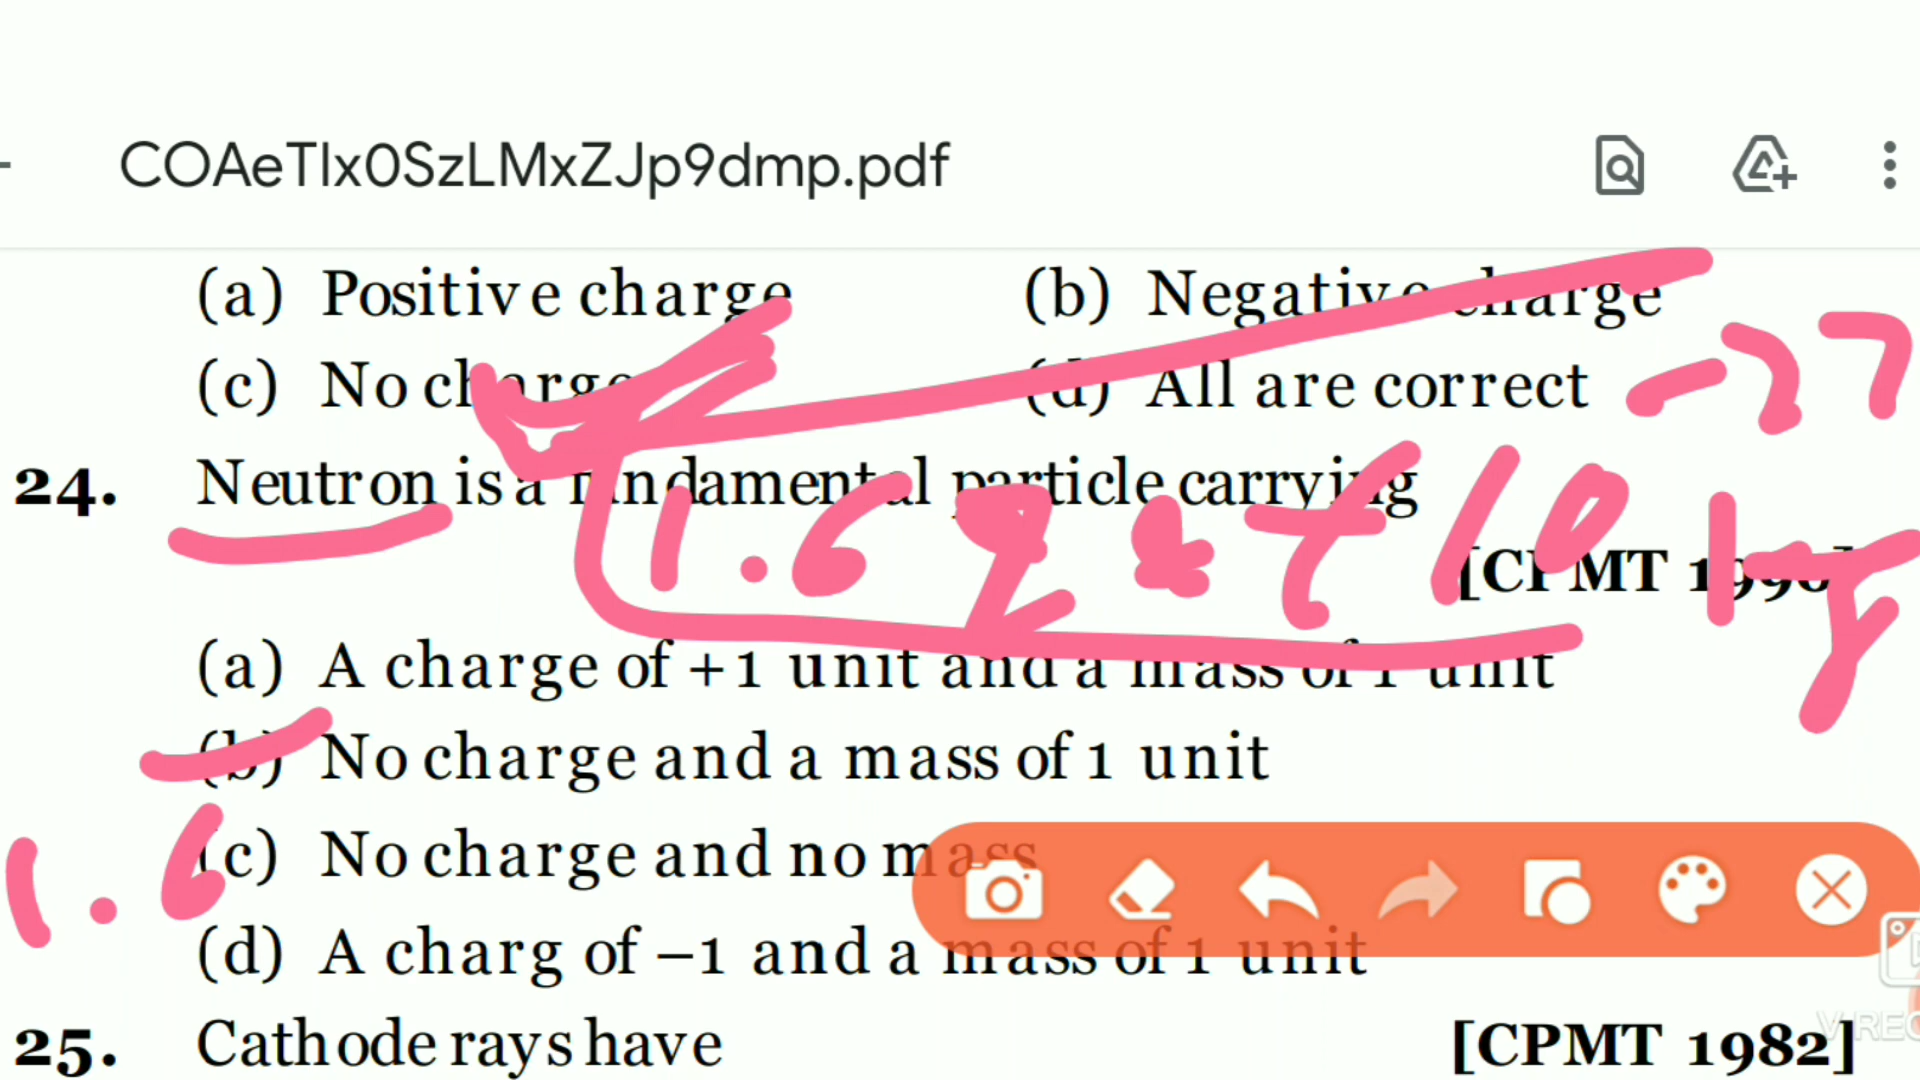 COAeTIx0SzLMxZJp9dmp.pdf
(a) Positive charge (b) Negative charge
(c) No charge (d) All are correct
-27
24. Neutron is a fundamental particle carrying
1.6 10 kg
[CPMT 1990]
(a) A charge of +1 unit and a mass of 1 unit
(b) No charge and a mass of 1 unit
1.6
(c) No charge and no mass
(d) A charg of –1 and a mass of 1 unit
25. Cathode rays have [CPMT 1982]